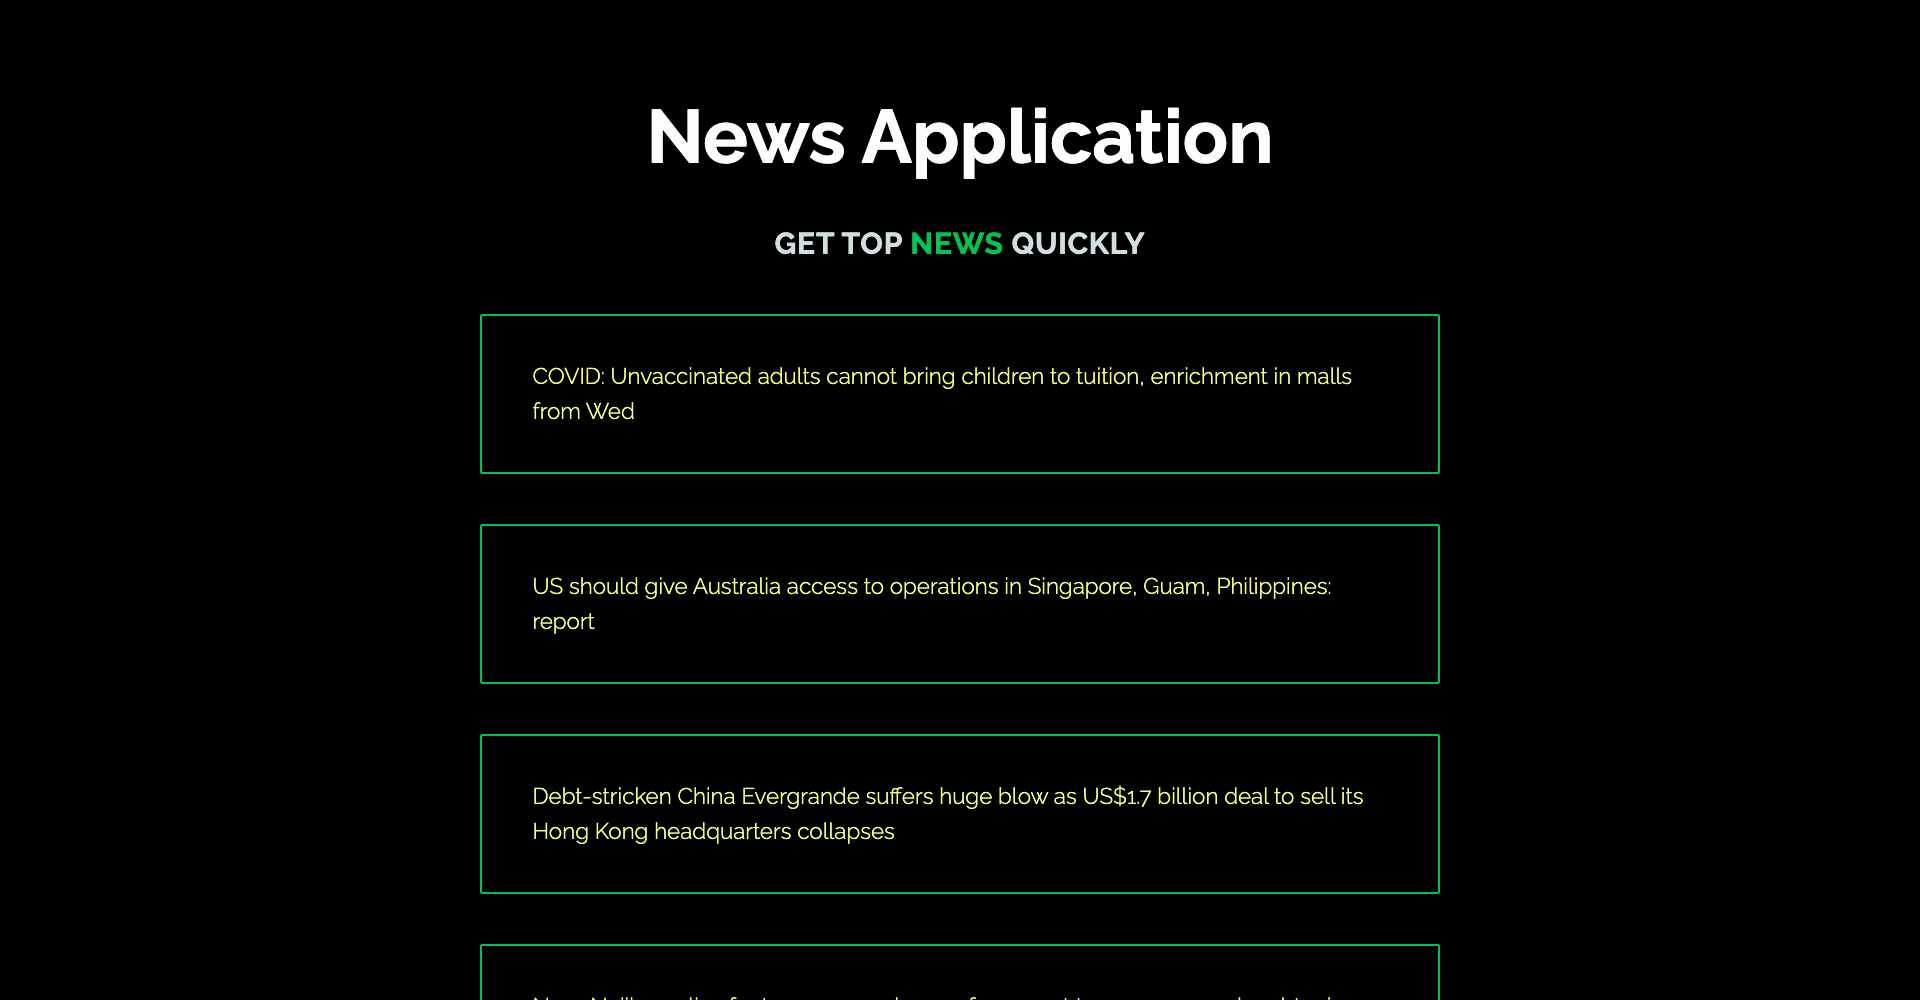 News Application
GET TOP NEWS QUICKLY
COVID: Unvaccinated adults cannot bring children to tuition, enrichment in malls
from Wed
US should give Australia access to operations in Singapore, Guam, Philippines:
report
Debt-stricken China Evergrande suffers huge blow as US$1.7 billion deal to sell its
Hong Kong headquarters collapses